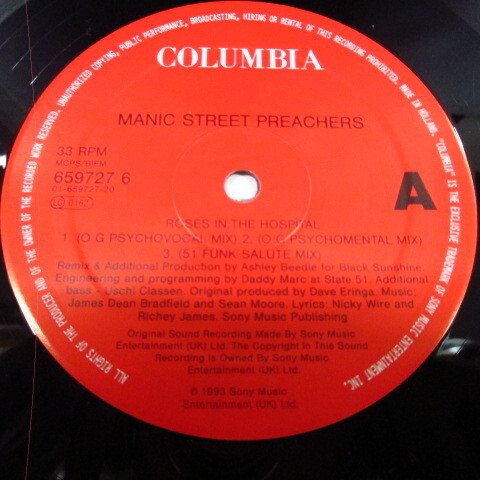 UNAUTHORIZED COPYING, PUBLIC PERFORMANCE, BROADCASTING, HIRING OR RENTAL OF THIS RECORDING PROHIBITED. MADE IN HOLLAND. "COLUMBIA" IS THE EXCLUSIVE TRADEMARK OF SONY MUSIC ENTERTAINMENT INC.
ALL RIGHTS OF THE PRODUCER AND OF THE OWNER OF THE RECORDED WORK RESERVED.
COLUMBIA
MANIC STREET PREACHERS
33 RPM
MCPS/BIEM
659727 6
01-659727-20
LC 0162
A
ROSES IN THE HOSPITAL
1. (O G PSYCHOVOCAL MIX) 2. (O G PSYCHOMENTAL MIX)
3. (51 FUNK SALUTE MIX)
Remix & Additional Production by Ashley Beedle for Black Sunshine.
Engineering and programming by Daddy Marc at State 51. Additional
Bass - Uschi Classen. Original produced by Dave Eringa. Music:
James Dean Bradfield and Sean Moore. Lyrics: Nicky Wire and
Richey James. Sony Music Publishing
Original Sound Recording Made By Sony Music
Entertainment (UK) Ltd. The Copyright In This Sound
Recording is Owned By Sony Music
Entertainment (UK) Ltd.
℗ 1993 Sony Music
Entertainment (UK) Ltd.